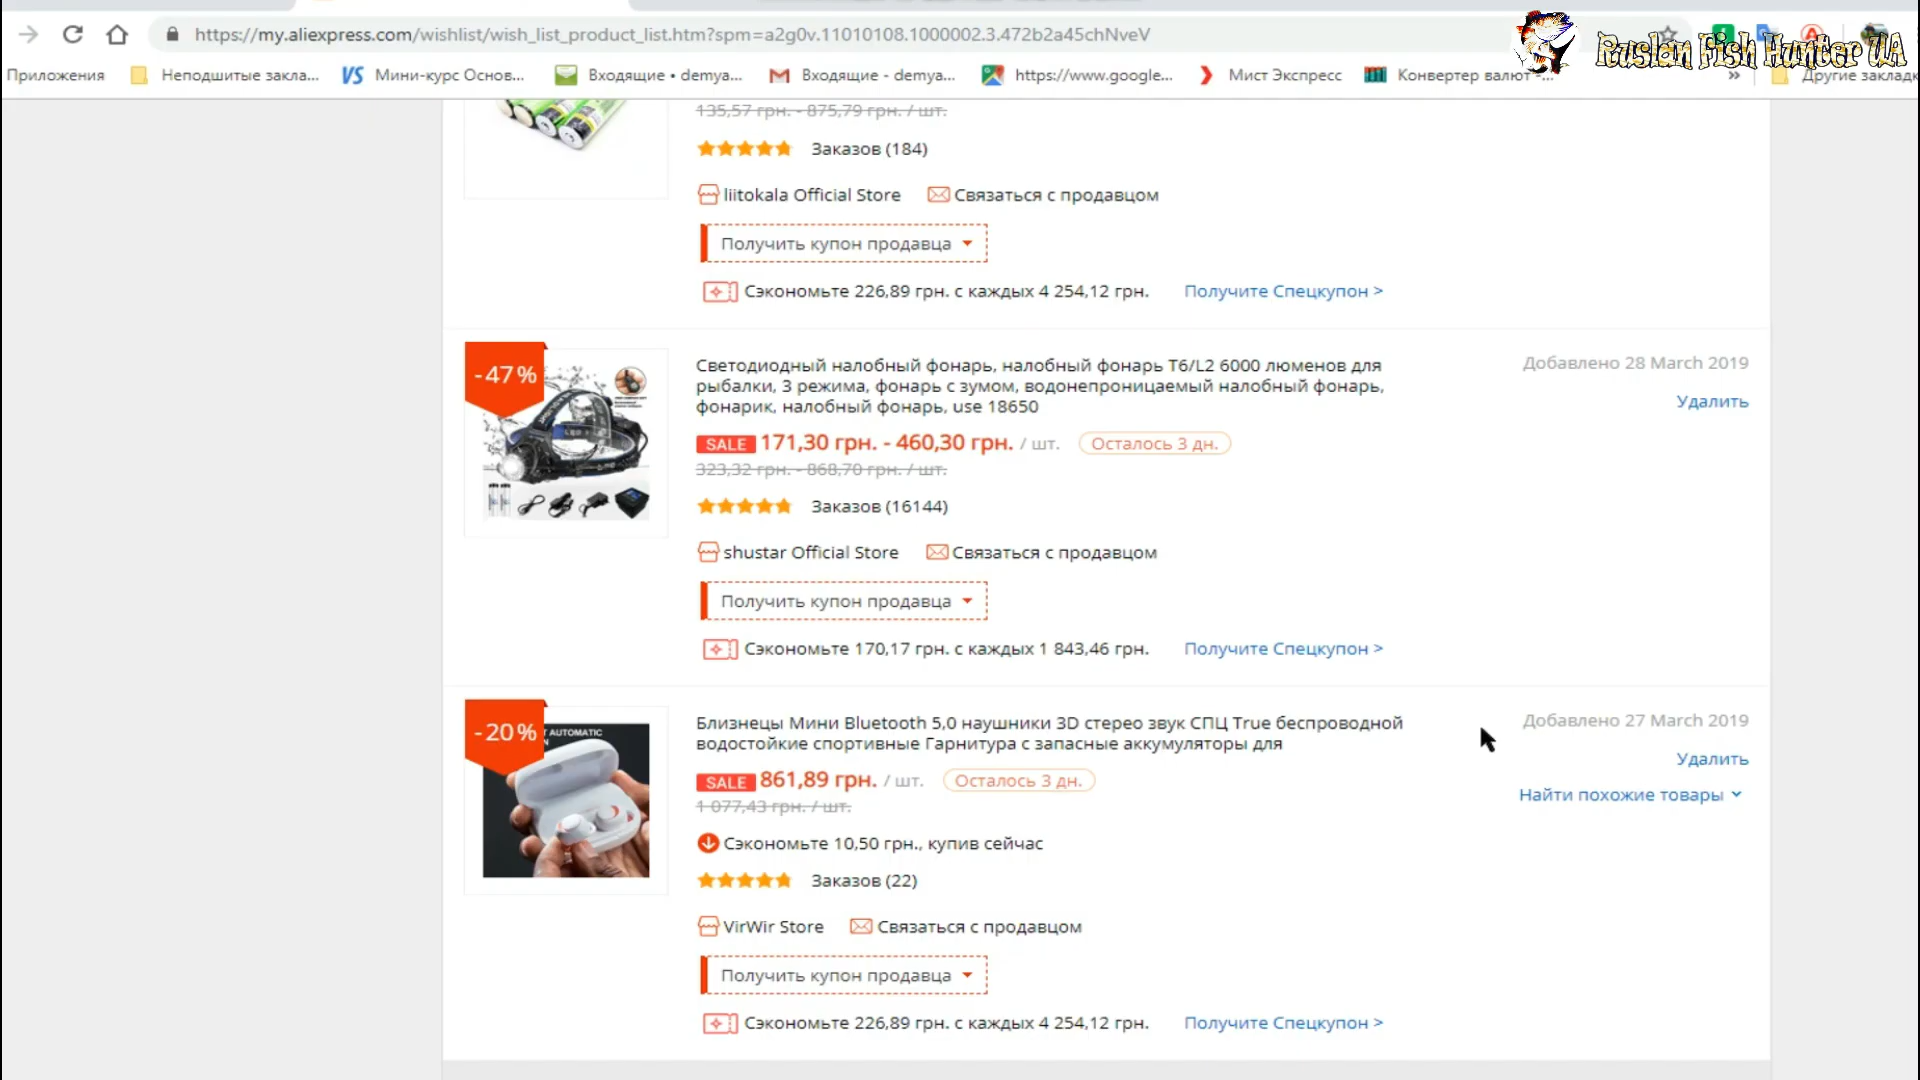 https://my.aliexpress.com/wishlist/wish_list_product_list.htm?spm=a2g0v.11010108.1000002.3.472b2a45chNveV
Ruslan Fish Hunter UA
Приложения
Неподшитые закла...
VS Мини-курс Основ...
Входящие • demya...
Входящие - demya...
https://www.google...
Мист Экспресс
Конвертер валют -...
»
Другие заклад
135,57 грн. - 875,79 грн. / шт.
Заказов (184)
liitokala Official Store
Связаться с продавцом
Получить купон продавца
Сэкономьте 226,89 грн. с каждых 4 254,12 грн.
Получите Спецкупон >
-47%
Светодиодный налобный фонарь, налобный фонарь T6/L2 6000 люменов для
рыбалки, 3 режима, фонарь с зумом, водонепроницаемый налобный фонарь,
фонарик, налобный фонарь, use 18650
Добавлено 28 March 2019
Удалить
SALE 171,30 грн. - 460,30 грн. / шт.
Осталось 3 дн.
323,32 грн. - 868,70 грн. / шт.
Заказов (16144)
shustar Official Store
Связаться с продавцом
Получить купон продавца
Сэкономьте 170,17 грн. с каждых 1 843,46 грн.
Получите Спецкупон >
-20%
AUTOMATIC
Близнецы Мини Bluetooth 5,0 наушники 3D стерео звук СПЦ True беспроводной
водостойкие спортивные Гарнитура с запасные аккумуляторы для
Добавлено 27 March 2019
Удалить
Найти похожие товары
SALE 861,89 грн. / шт.
Осталось 3 дн.
1 077,43 грн. / шт.
Сэкономьте 10,50 грн., купив сейчас
Заказов (22)
VirWir Store
Связаться с продавцом
Получить купон продавца
Сэкономьте 226,89 грн. с каждых 4 254,12 грн.
Получите Спецкупон >